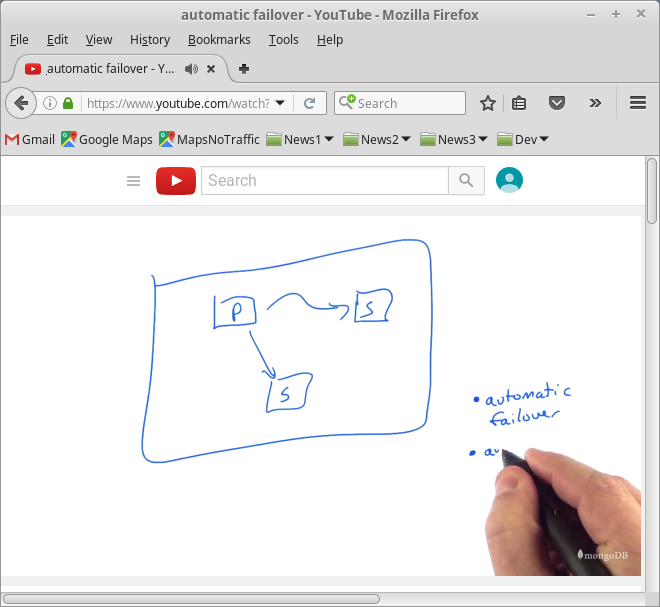 automatic failover - YouTube - Mozilla Firefox
File Edit View History Bookmarks Tools Help
automatic failover - Y...
https://www.youtube.com/watch?
Search
Gmail Google Maps MapsNoTraffic News1 News2 News3 Dev
Search
P
S
S
• automatic
failover
• au
mongoDB